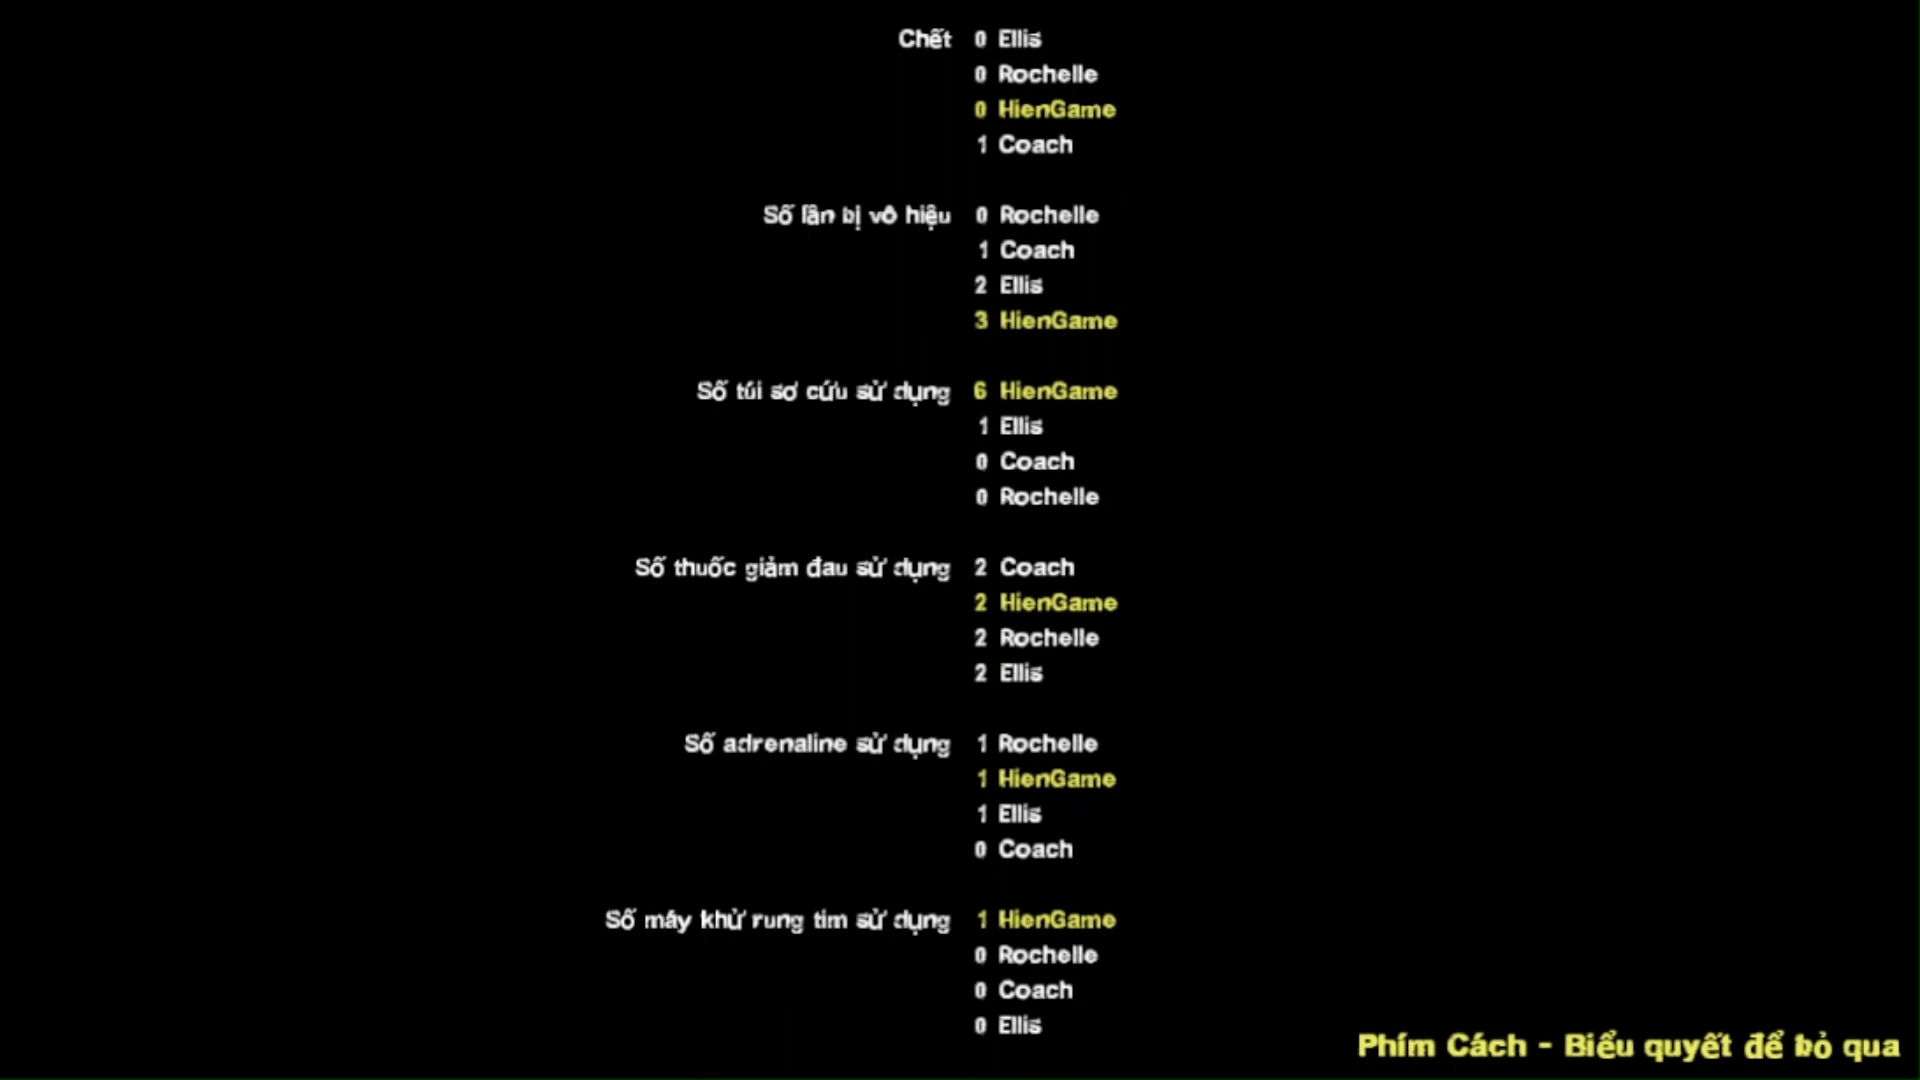 Chết 0 Ellis
0 Rochelle
0 HienGame
1 Coach
Số lần bị vô hiệu 0 Rochelle
1 Coach
2 Ellis
3 HienGame
Số túi sơ cứu sử dụng 6 HienGame
1 Ellis
0 Coach
0 Rochelle
Số thuốc giảm đau sử dụng 2 Coach
2 HienGame
2 Rochelle
2 Ellis
Số adrenaline sử dụng 1 Rochelle
1 HienGame
1 Ellis
0 Coach
Số máy khử rung tim sử dụng 1 HienGame
0 Rochelle
0 Coach
0 Ellis
Phím Cách - Biểu quyết để bỏ qua